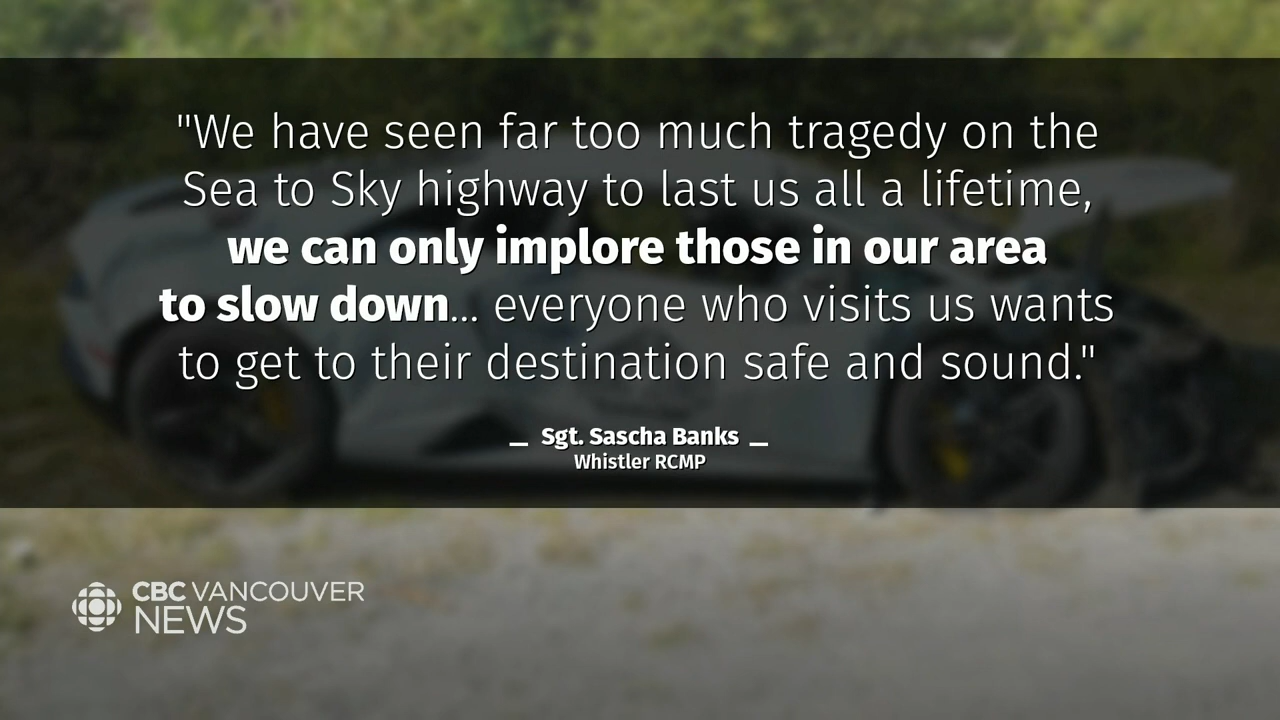 "We have seen far too much tragedy on the
Sea to Sky highway to last us all a lifetime,
we can only implore those in our area
to slow down... everyone who visits us wants
to get to their destination safe and sound."
— Sgt. Sascha Banks —
Whistler RCMP
CBC VANCOUVER
NEWS